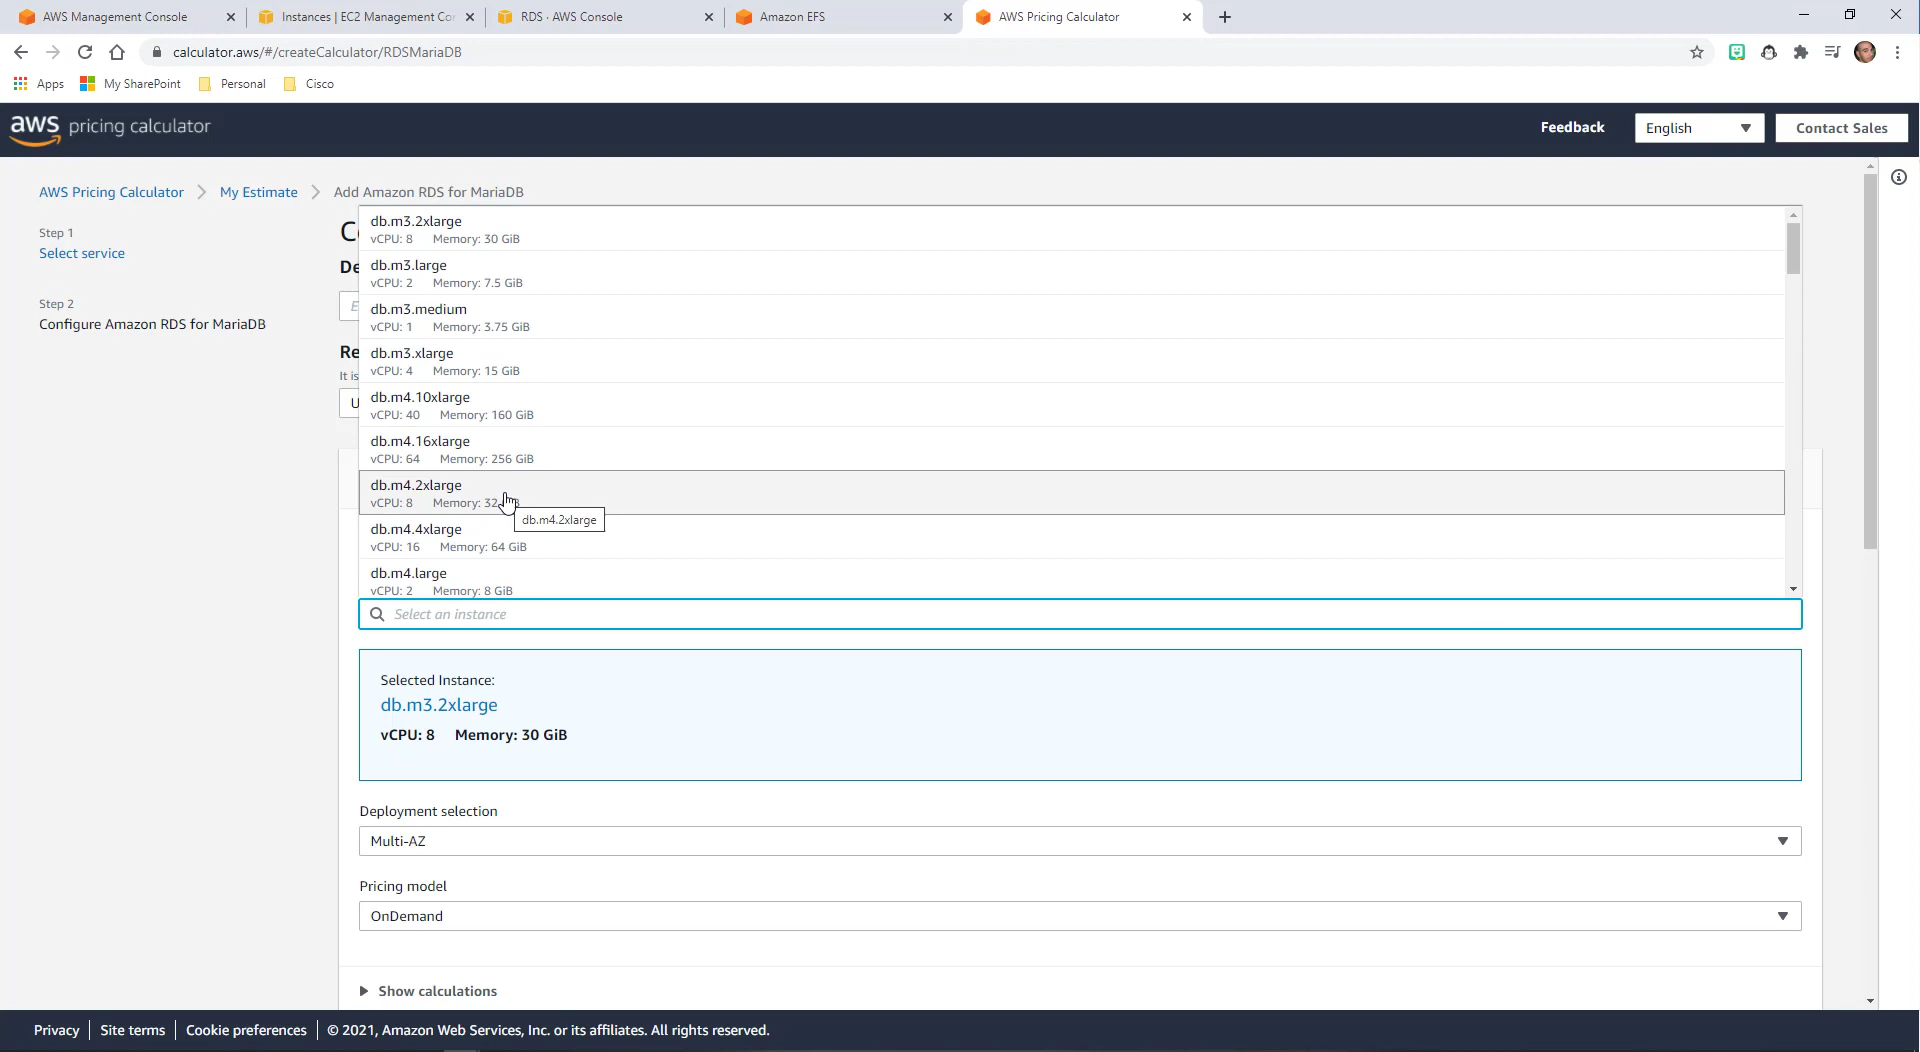 AWS Management Console
Instances | EC2 Management Cor
RDS · AWS Console
Amazon EFS
AWS Pricing Calculator
calculator.aws/#/createCalculator/RDSMariaDB
Apps
My SharePoint
Personal
Cisco
aws pricing calculator
Feedback
English
Contact Sales
AWS Pricing Calculator
My Estimate
Add Amazon RDS for MariaDB
Step 1
Select service
Step 2
Configure Amazon RDS for MariaDB
De
Re
It is
db.m3.2xlarge
vCPU: 8 Memory: 30 GiB
db.m3.large
vCPU: 2 Memory: 7.5 GiB
db.m3.medium
vCPU: 1 Memory: 3.75 GiB
db.m3.xlarge
vCPU: 4 Memory: 15 GiB
db.m4.10xlarge
vCPU: 40 Memory: 160 GiB
db.m4.16xlarge
vCPU: 64 Memory: 256 GiB
db.m4.2xlarge
vCPU: 8 Memory: 32
db.m4.2xlarge
db.m4.4xlarge
vCPU: 16 Memory: 64 GiB
db.m4.large
vCPU: 2 Memory: 8 GiB
Select an instance
Selected Instance:
db.m3.2xlarge
vCPU: 8 Memory: 30 GiB
Deployment selection
Multi-AZ
Pricing model
OnDemand
Show calculations
Privacy
Site terms
Cookie preferences
© 2021, Amazon Web Services, Inc. or its affiliates. All rights reserved.